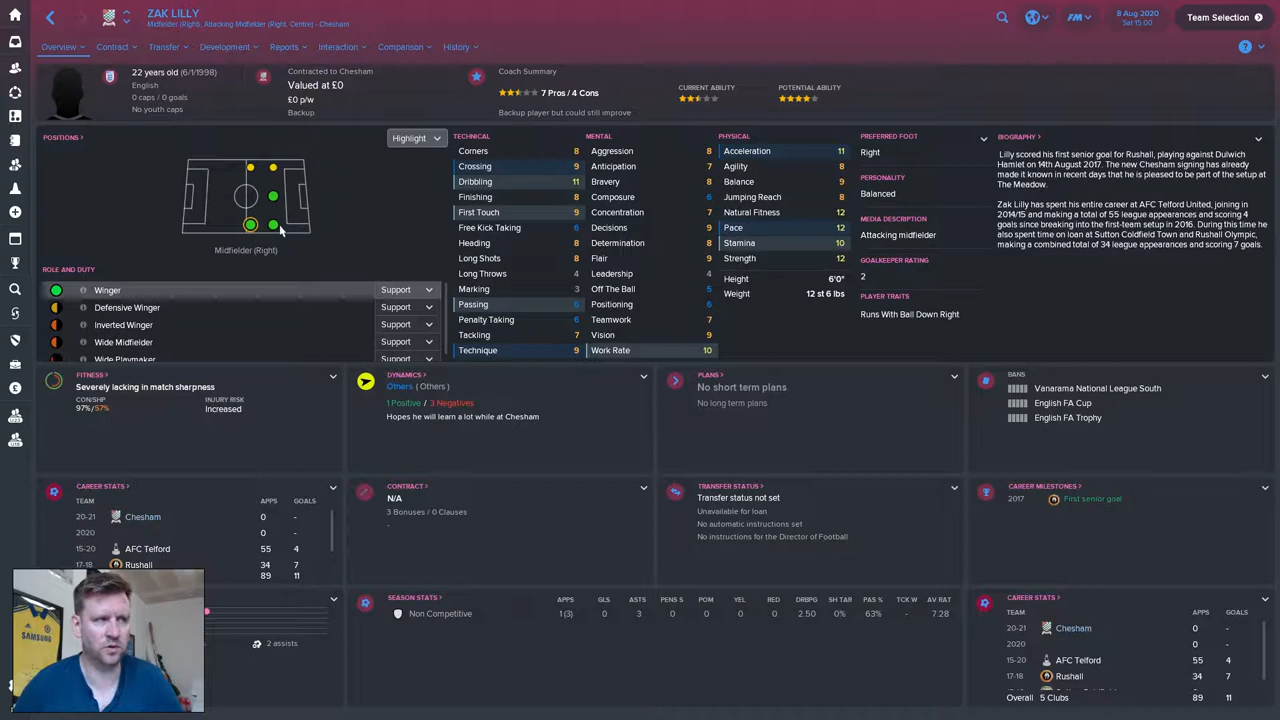 ZAK LILLY
Midfielder (Right), Attacking Midfielder (Right, Centre) - Chesham
FM
8 Aug 2020
Sat 15:00
Team Selection
Overview
Contract
Transfer
Development
Reports
Interaction
Comparison
History
22 years old (6/1/1998)
English
0 caps / 0 goals
No youth caps
Contracted to Chesham
Valued at £0
£0 p/w
Backup
Coach Summary
7 Pros / 4 Cons
Backup player but could still improve
CURRENT ABILITY
POTENTIAL ABILITY
POSITIONS >
Highlight
Midfielder (Right)
ROLE AND DUTY
Winger Support
Defensive Winger Support
Inverted Winger Support
Wide Midfielder Support
Wide Playmaker Support
TECHNICAL
Corners 8
Crossing 9
Dribbling 11
Finishing 8
First Touch 9
Free Kick Taking 6
Heading 8
Long Shots 8
Long Throws 4
Marking 3
Passing 6
Penalty Taking 6
Tackling 7
Technique 9
MENTAL
Aggression 8
Anticipation 7
Bravery 8
Composure 6
Concentration 7
Decisions 9
Determination 8
Flair 9
Leadership 4
Off The Ball 5
Positioning 6
Teamwork 7
Vision 9
Work Rate 10
PHYSICAL
Acceleration 11
Agility 8
Balance 9
Jumping Reach 8
Natural Fitness 12
Pace 12
Stamina 10
Strength 12
Height 6'0"
Weight 12 st 6 lbs
PREFERRED FOOT
Right
PERSONALITY
Balanced
MEDIA DESCRIPTION
Attacking midfielder
GOALKEEPER RATING
2
PLAYER TRAITS
Runs With Ball Down Right
BIOGRAPHY >
Lilly scored his first senior goal for Rushall, playing against Dulwich
Hamlet on 14th August 2017. The new Chesham signing has already
made it known in recent days that he is pleased to be part of the setup at
The Meadow.
Zak Lilly has spent his entire career at AFC Telford United, joining in
2014/15 and making a total of 55 league appearances and scoring 4
goals since breaking into the first-team setup in 2016. During this time he
also spent time on loan at Sutton Coldfield Town and Rushall Olympic,
making a combined total of 34 league appearances and scoring 7 goals.
FITNESS >
Severely lacking in match sharpness
CON/SHP
97%/57%
INJURY RISK
Increased
DYNAMICS >
Others ( Others )
1 Positive / 3 Negatives
Hopes he will learn a lot while at Chesham
PLANS >
No short term plans
No long term plans
BANS
Vanarama National League South
English FA Cup
English FA Trophy
CAREER STATS >
TEAM APPS GOALS
20-21 Chesham 0 -
2020 0 -
15-20 AFC Telford 55 4
17-18 Rushall 34 7
89 11
CONTRACT >
N/A
3 Bonuses / 0 Clauses
-
TRANSFER STATUS >
Transfer status not set
Unavailable for loan
No automatic instructions set
No instructions for the Director of Football
CAREER MILESTONES >
2017 First senior goal
SAMSUNG
2 assists
SEASON STATS >
APPS GLS ASTS PENS S POM YEL RED DRBPG SH TAR PAS % TCK W AV RAT
Non Competitive 1 (3) 0 3 0 0 0 0 2.50 0% 63% - 7.28
CAREER STATS >
TEAM APPS GOALS
20-21 Chesham 0 -
2020 0 -
15-20 AFC Telford 55 4
17-18 Rushall 34 7
Overall 5 Clubs 89 11